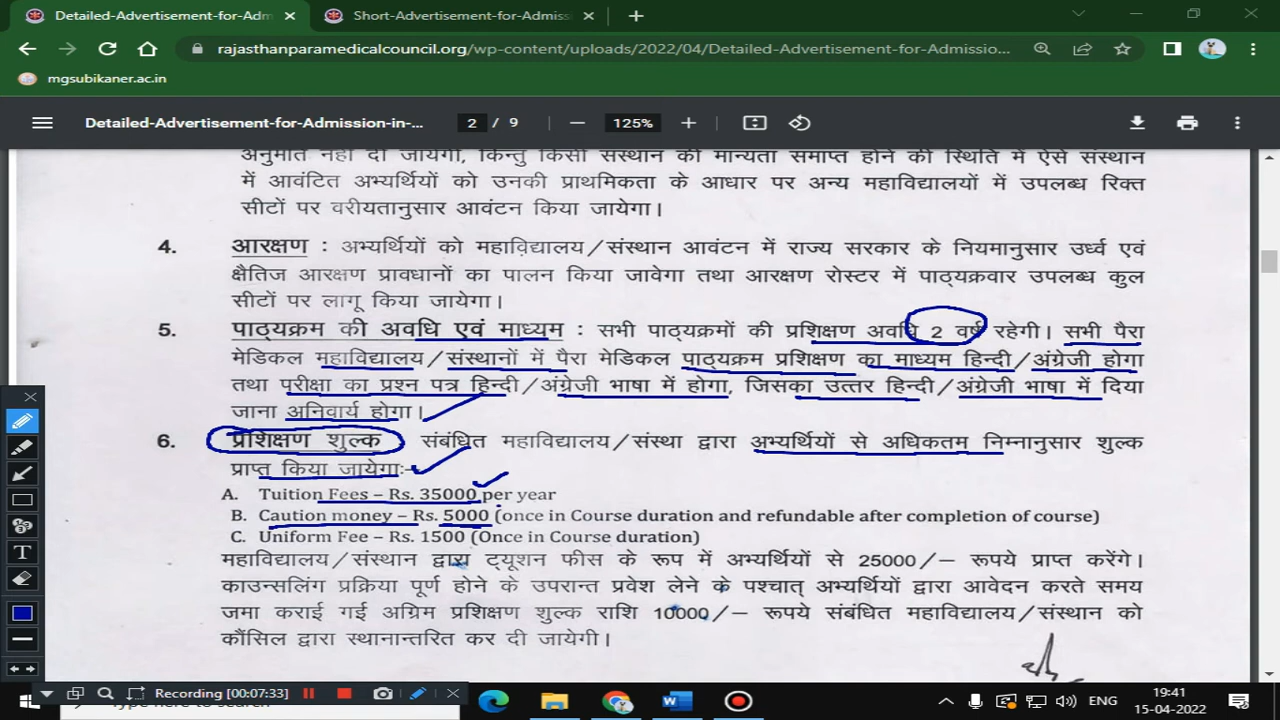 Detailed-Advertisement-for-Adm
Short-Advertisement-for-Admiss
rajasthanparamedicalcouncil.org/wp-content/uploads/2022/04/Detailed-Advertisement-for-Admissio...
mgsubikaner.ac.in
Detailed-Advertisement-for-Admission-in-... 2 / 9 125%
अनुमति नहीं दी जायेगी, किन्तु किसी संस्थान की मान्यता समाप्त होने की स्थिति में ऐसे संस्थान
में आवंटित अभ्यर्थियों को उनकी प्राथमिकता के आधार पर अन्य महाविद्यालयों में उपलब्ध रिक्त
सीटों पर वरीयतानुसार आवंटन किया जायेगा।
4. आरक्षण : अभ्यर्थियों को महाविद्यालय/संस्थान आवंटन में राज्य सरकार के नियमानुसार उर्ध्व एवं
क्षैतिज आरक्षण प्रावधानों का पालन किया जावेगा तथा आरक्षण रोस्टर में पाठ्यक्रवार उपलब्ध कुल
सीटों पर लागू किया जायेगा।
5. पाठ्यक्रम की अवधि एवं माध्यम : सभी पाठ्यक्रमों की प्रशिक्षण अवधि 2 वर्ष रहेगी। सभी पैरा
मेडिकल महाविद्यालय/संस्थानों में पैरा मेडिकल पाठ्यक्रम प्रशिक्षण का माध्यम हिन्दी/अंग्रेजी होगा
तथा परीक्षा का प्रश्न पत्र हिन्दी/अंग्रेजी भाषा में होगा, जिसका उत्तर हिन्दी/अंग्रेजी भाषा में दिया
जाना अनिवार्य होगा।
6. प्रशिक्षण शुल्क संबंधित महाविद्यालय/संस्था द्वारा अभ्यर्थियों से अधिकतम निम्नानुसार शुल्क
प्राप्त किया जायेगाः-
A. Tuition Fees – Rs. 35000 per year
B. Caution money – Rs. 5000 (once in Course duration and refundable after completion of course)
C. Uniform Fee – Rs. 1500 (Once in Course duration)
महाविद्यालय/संस्थान द्वारा ट्यूशन फीस के रूप में अभ्यर्थियों से 25000/– रूपये प्राप्त करेंगे।
काउन्सलिंग प्रक्रिया पूर्ण होने के उपरान्त प्रवेश लेने के पश्चात् अभ्यर्थियों द्वारा आवेदन करते समय
जमा कराई गई अग्रिम प्रशिक्षण शुल्क राशि 10000/– रूपये संबंधित महाविद्यालय/संस्थान को
कौंसिल द्वारा स्थानान्तरित कर दी जायेगी।
Recording [00:07:33]
Type here to search
ENG
19:41
15-04-2022